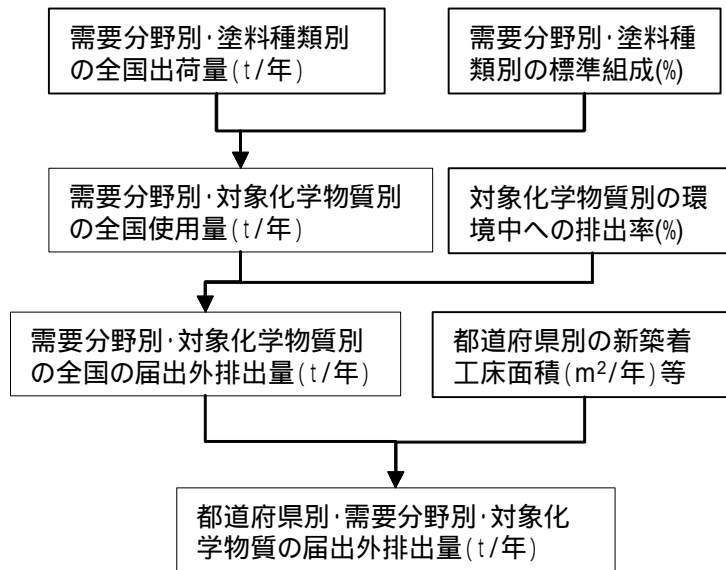 需要分野別･塗料種類別
の全国出荷量(t/年)
需要分野別･塗料種
類別の標準組成(%)
需要分野別･対象化学物質別
の全国使用量(t/年)
対象化学物質別の環
境中への排出率(%)
需要分野別･対象化学物質別
の全国の届出外排出量(t/年)
都道府県別の新築着
工床面積(m²/年)等
都道府県別･需要分野別･対象化
学物質の届出外排出量(t/年)